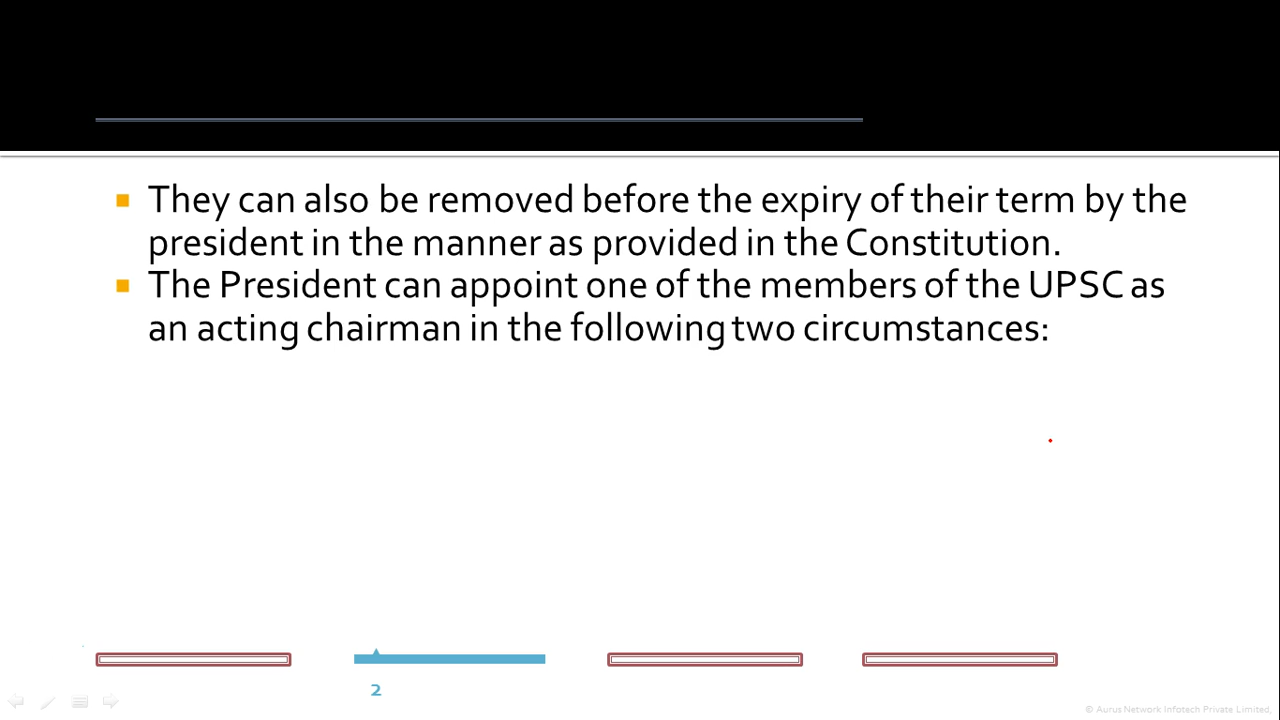 They can also be removed before the expiry of their term by the
president in the manner as provided in the Constitution.
The President can appoint one of the members of the UPSC as
an acting chairman in the following two circumstances:
2
© Aurus Network Infotech Private Limited,